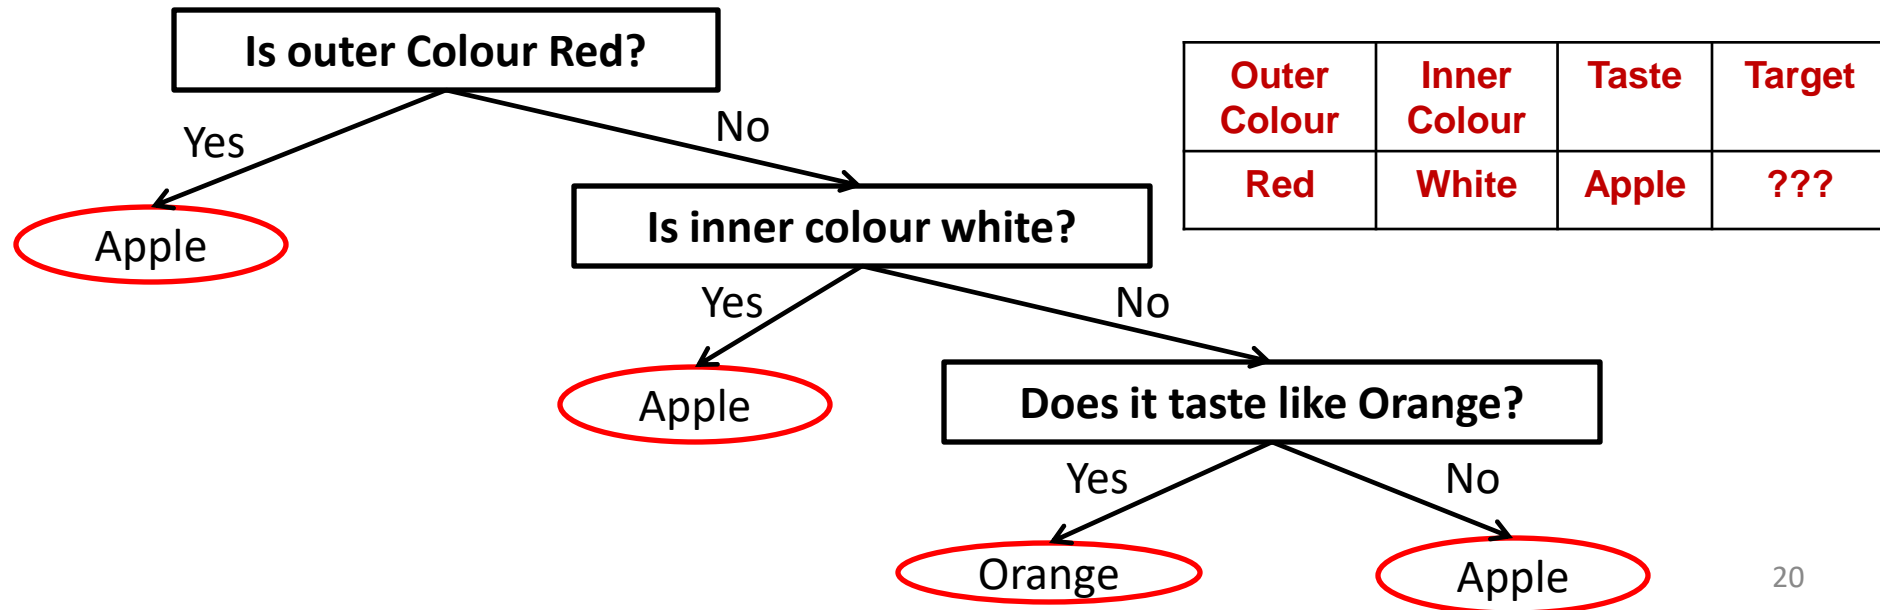 Is outer Colour Red?
Outer Colour
Inner Colour
Taste
Target
Red
White
Apple
???
Yes
No
Apple
Is inner colour white?
Yes
No
Apple
Does it taste like Orange?
Yes
No
Orange
Apple
20